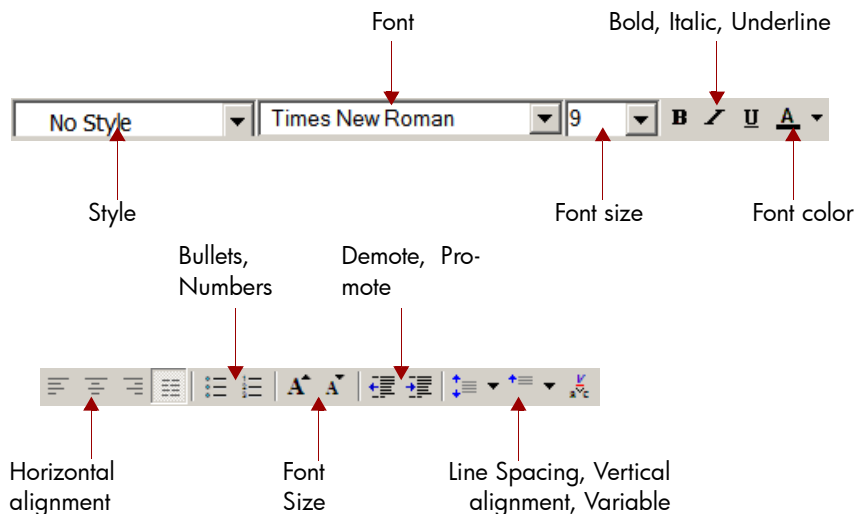 Font
Bold, Italic, Underline
No Style
Times New Roman
9
B I U A
Style
Font size
Font color
Bullets,
Numbers
Demote, Pro-
mote
A A
Horizontal
alignment
Font
Size
Line Spacing, Vertical
alignment, Variable